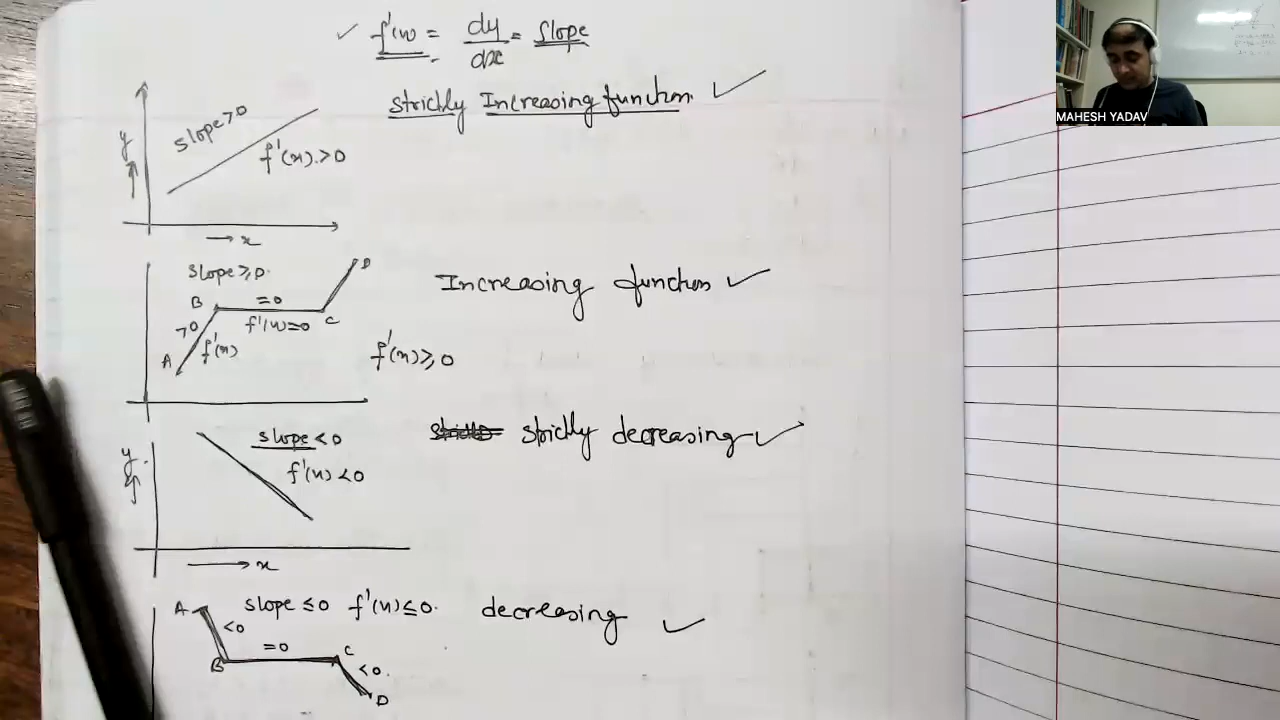 ✓ f'(x) = dy/dx = slope
strictly Increasing function ✓
y
slope > 0
f'(x) > 0
→ x
slope ≥ 0
Increasing function ✓
A B C D
> 0
= 0
f'(x)
f'(x) = 0
f'(x) ≥ 0
strictly decreasing ✓
y
slope < 0
f'(x) < 0
→ x
slope ≤ 0 f'(x) ≤ 0. decreasing ✓
A B C D
< 0
= 0
< 0.
MAHESH YADAV